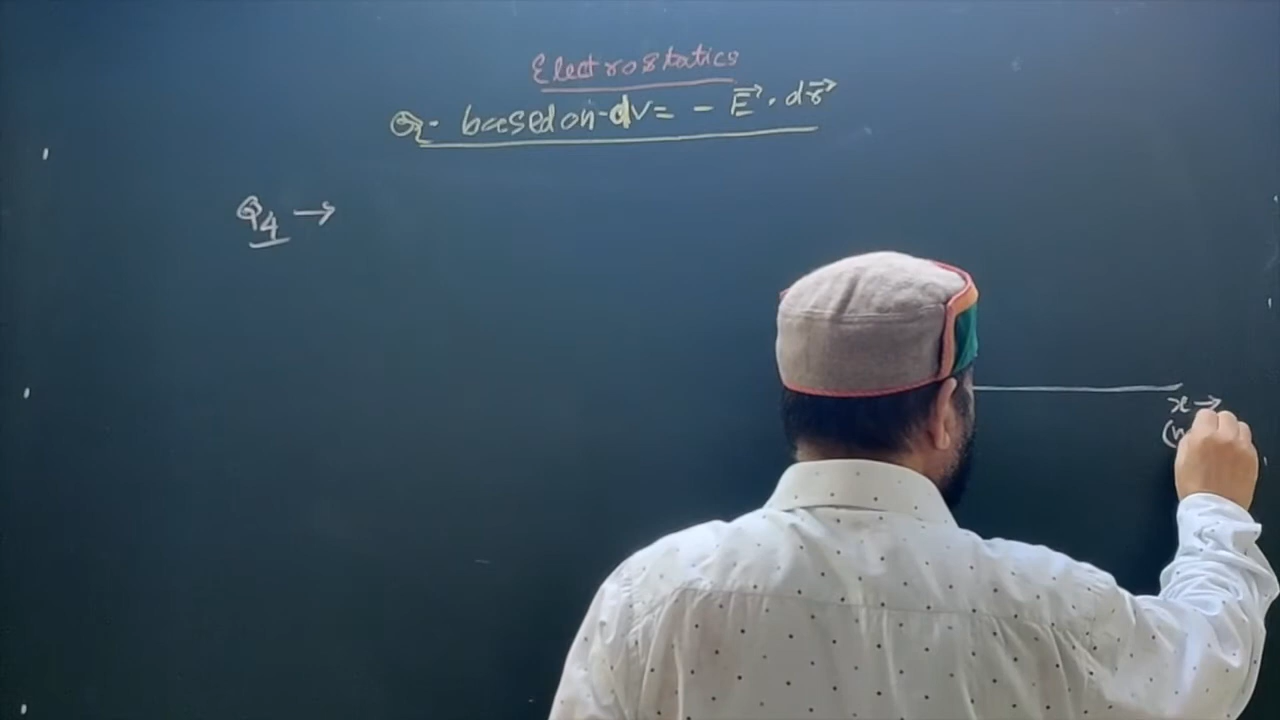 Electrostatics
Q- based on dV = - E⃗ . dr⃗
Q4 →
x →